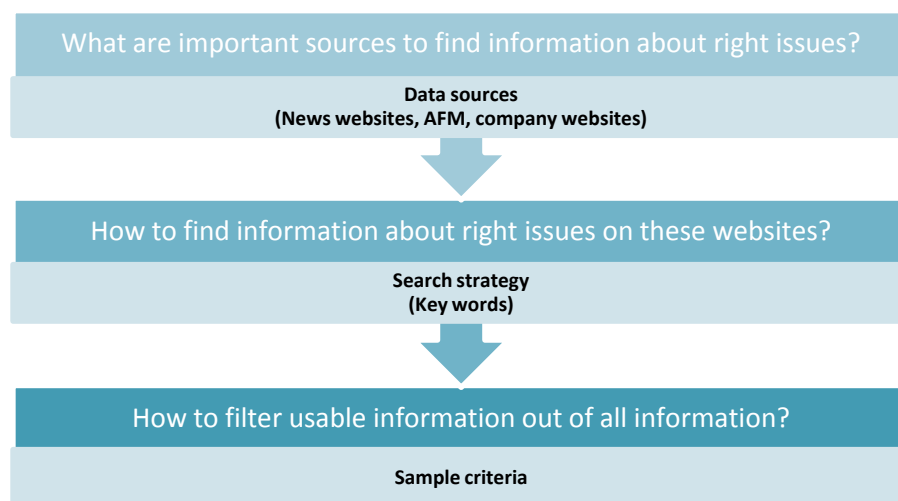 What are important sources to find information about right issues?
Data sources
(News websites, AFM, company websites)
How to find information about right issues on these websites?
Search strategy
(Key words)
How to filter usable information out of all information?
Sample criteria